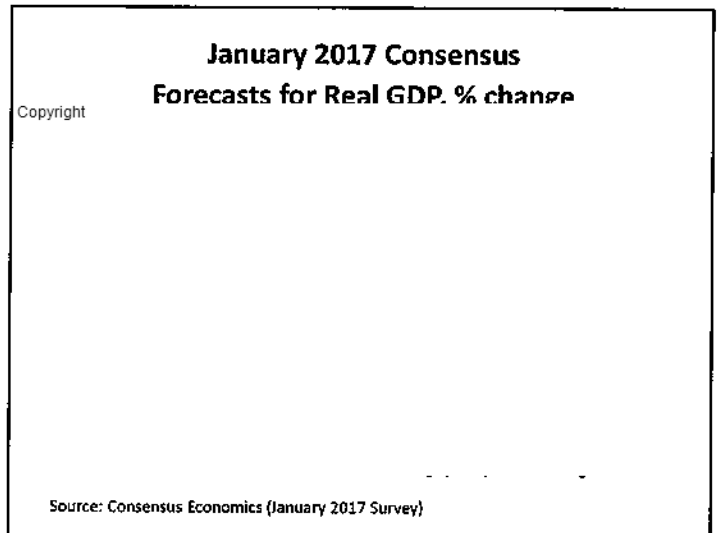 January 2017 Consensus
Forecasts for Real GDP, % change
Copyright
Source: Consensus Economics (January 2017 Survey)